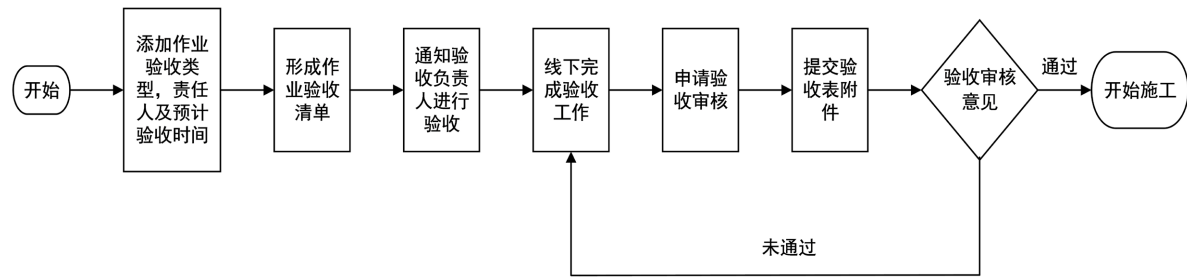 开始
添加作业
验收类
型，责任
人及预计
验收时间
形成作
业验收
清单
通知验
收负责
人进行
验收
线下完
成验收
工作
申请验
收审核
提交验
收表附
件
验收审核
意见
通过
开始施工
未通过